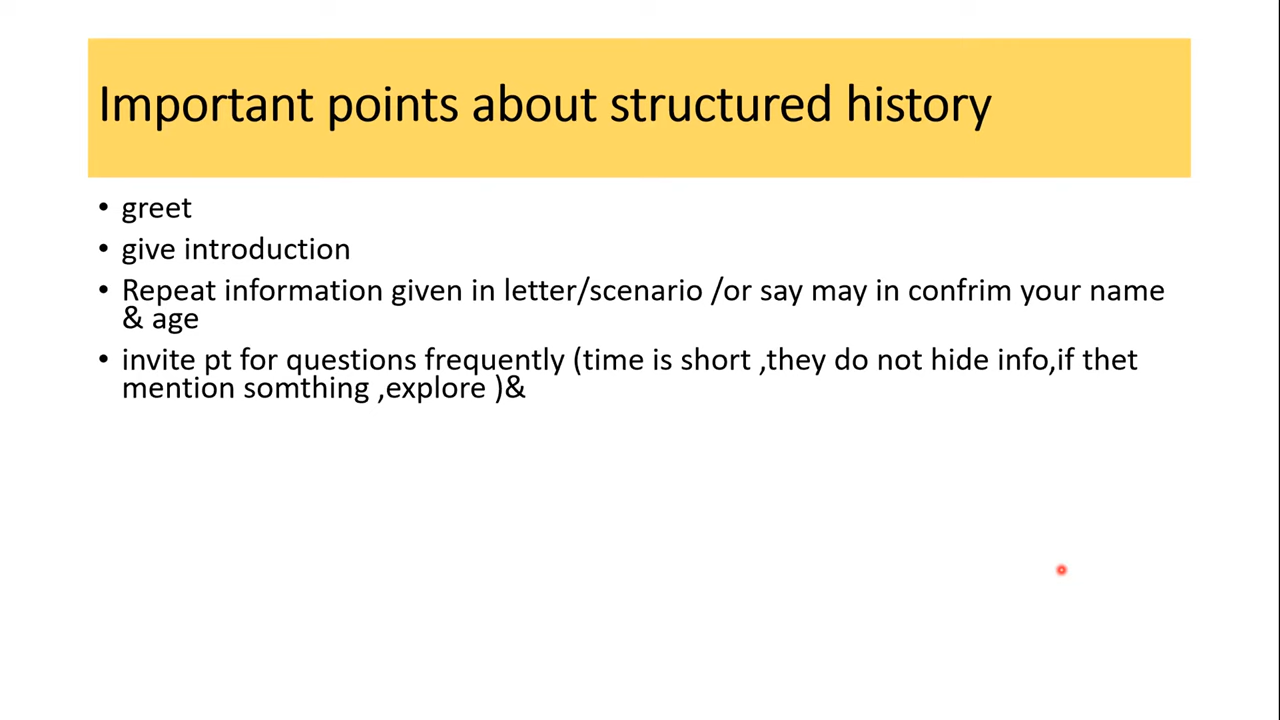 Important points about structured history
• greet
• give introduction
• Repeat information given in letter/scenario /or say may in confrim your name
& age
• invite pt for questions frequently (time is short ,they do not hide info,if thet
mention somthing ,explore )&